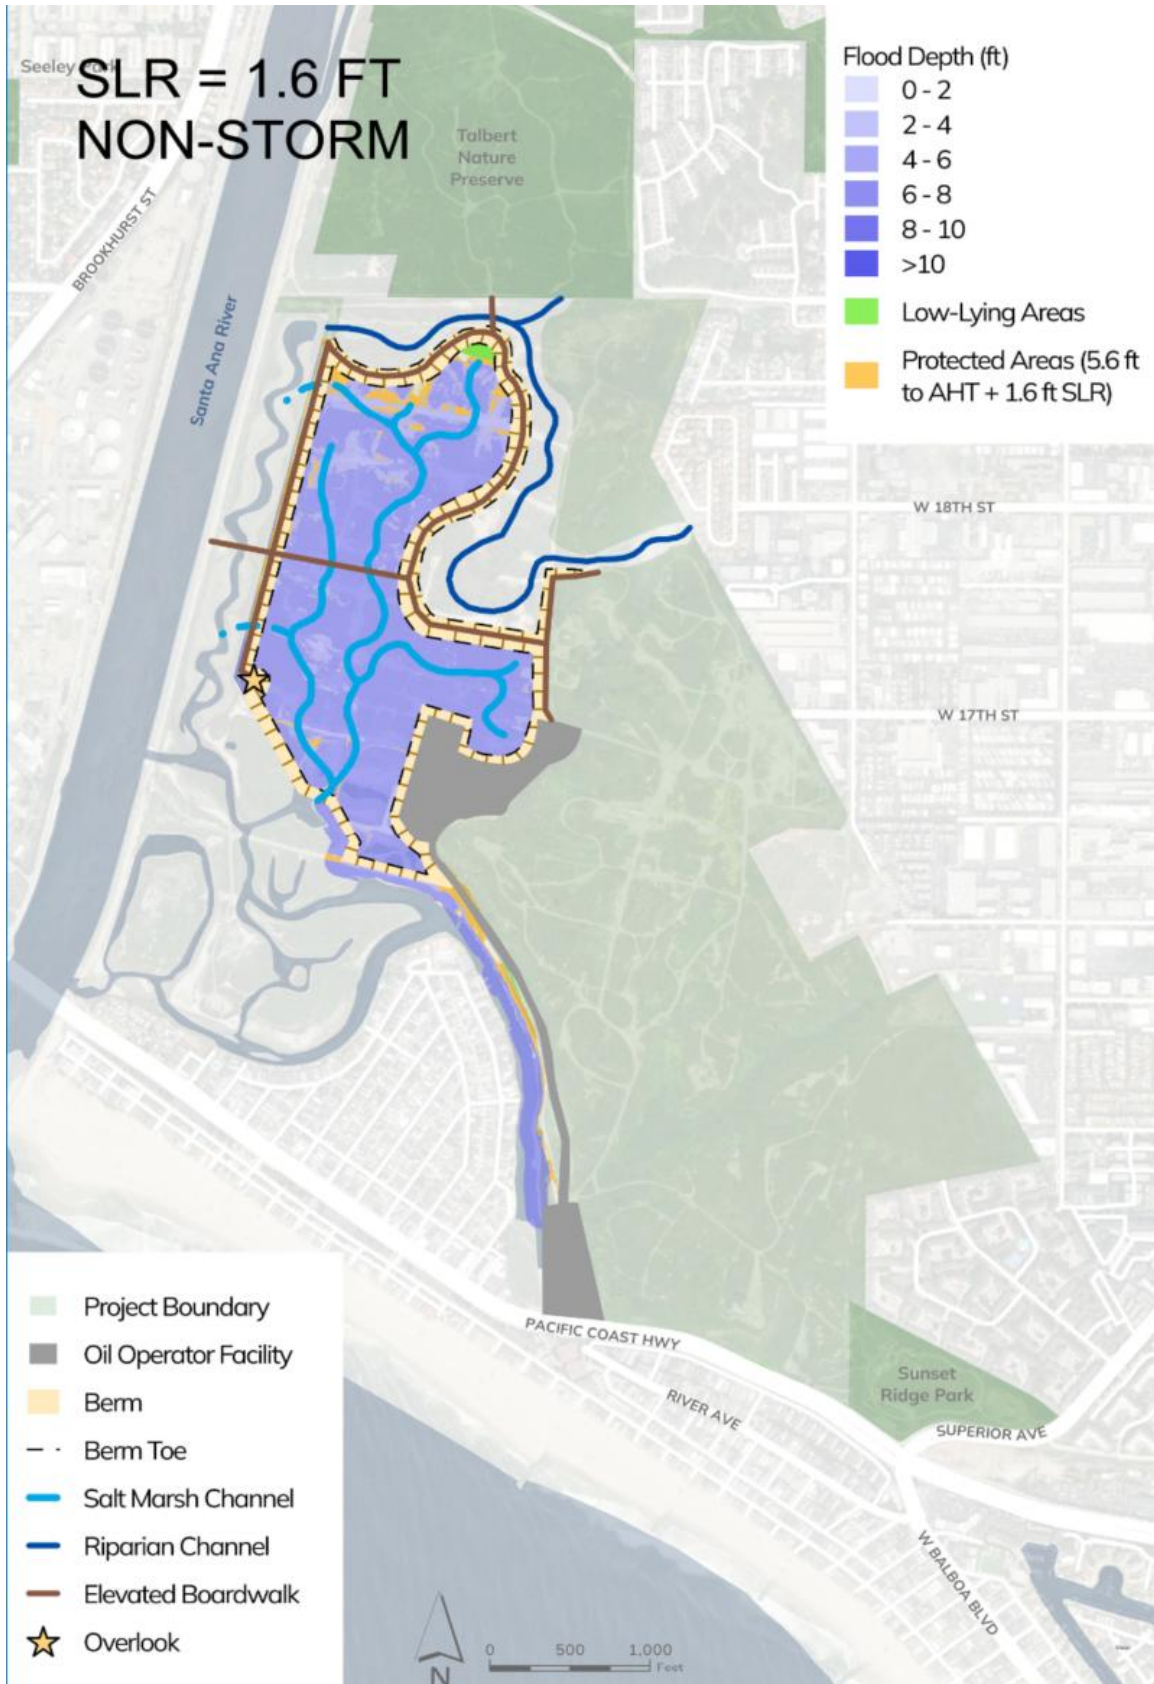 Seeley Park
SLR = 1.6 FT
NON-STORM
Talbert
Nature
Preserve
BROOKHURST ST
Santa Ana River
Flood Depth (ft)
0 - 2
2 - 4
4 - 6
6 - 8
8 - 10
>10
Low-Lying Areas
Protected Areas (5.6 ft
to AHT + 1.6 ft SLR)
W 18TH ST
W 17TH ST
PACIFIC COAST HWY
RIVER AVE
Sunset
Ridge Park
SUPERIOR AVE
W BALBOA BLVD
Project Boundary
Oil Operator Facility
Berm
Berm Toe
Salt Marsh Channel
Riparian Channel
Elevated Boardwalk
Overlook
N
0 500 1,000
Feet